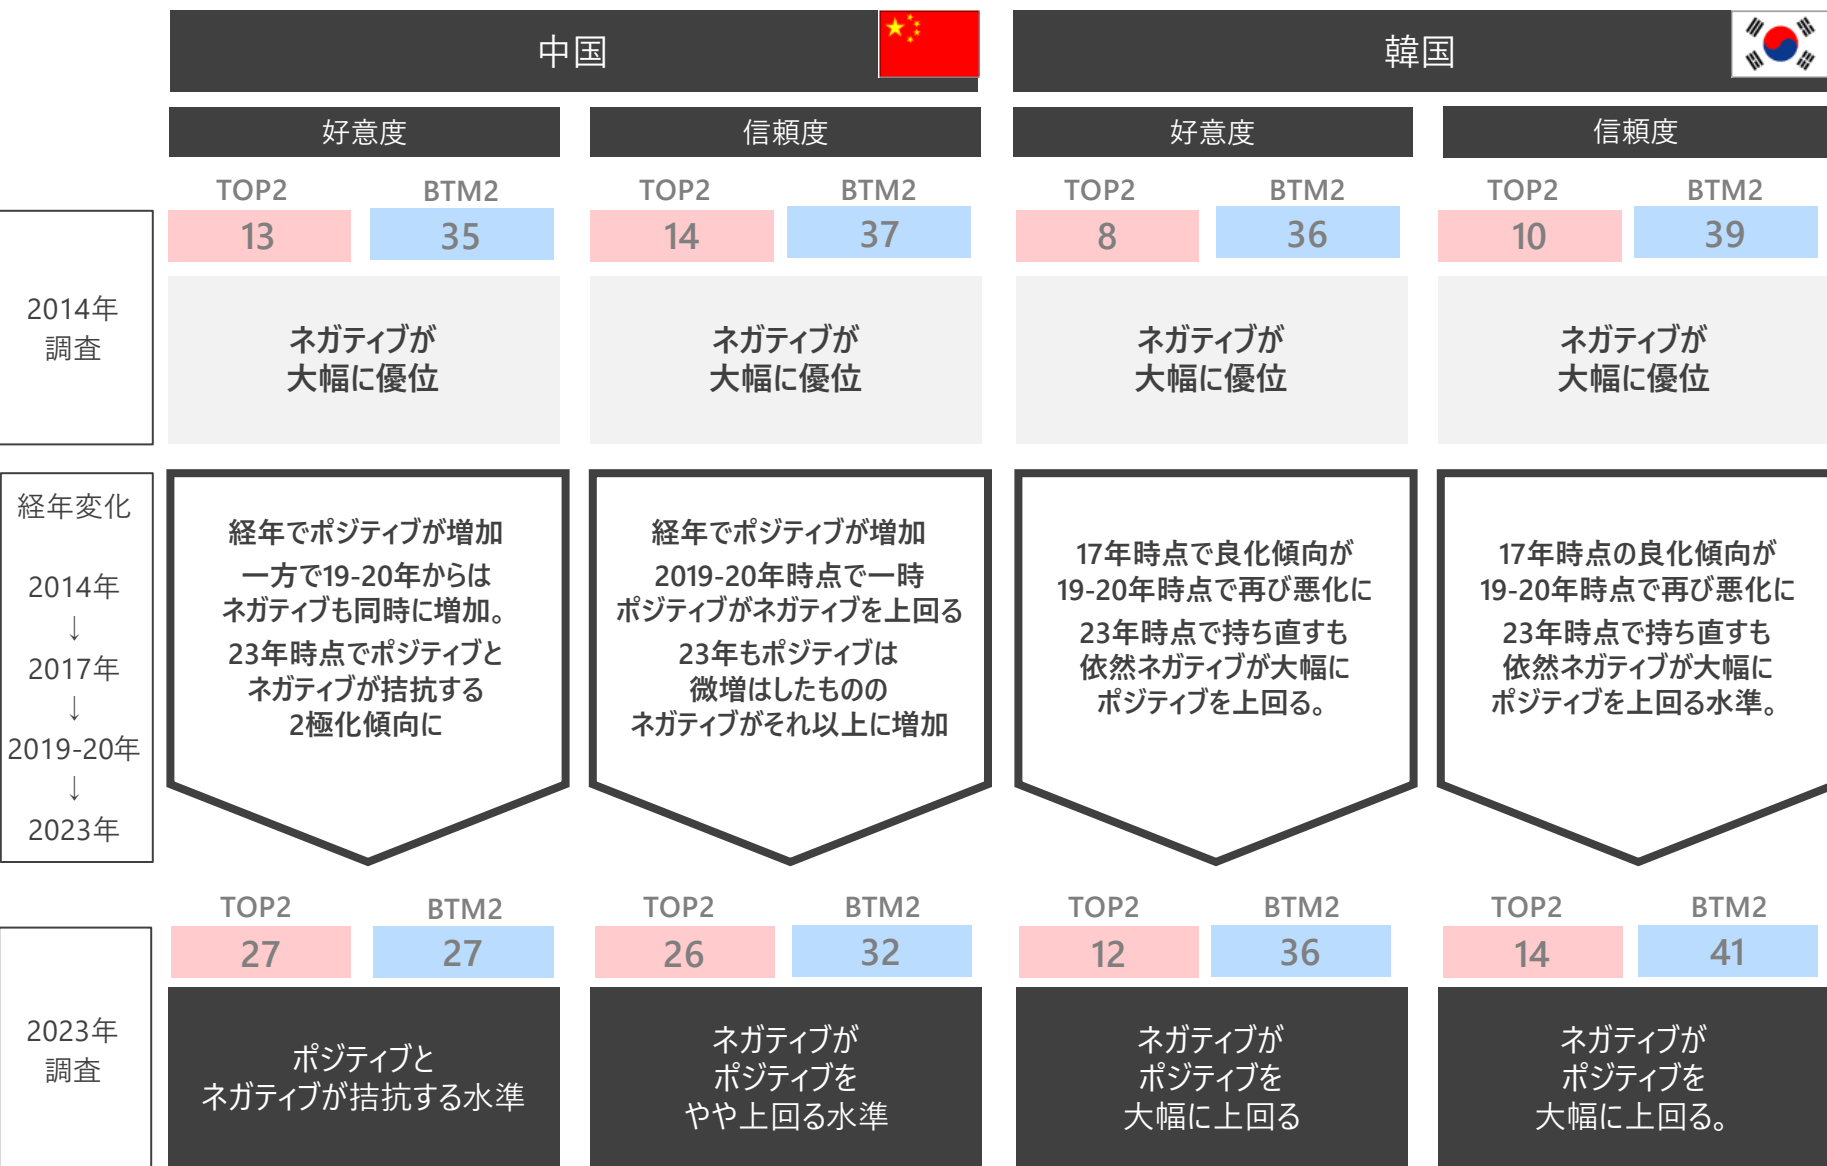 中国
韓国
好意度
信頼度
好意度
信頼度
TOP2
BTM2
TOP2
BTM2
TOP2
BTM2
TOP2
BTM2
13
35
14
37
8
36
10
39
2014年
調査
ネガティブが
大幅に優位
ネガティブが
大幅に優位
ネガティブが
大幅に優位
ネガティブが
大幅に優位
経年変化
2014年
↓
2017年
↓
2019-20年
↓
2023年
経年でポジティブが増加
一方で19-20年からは
ネガティブも同時に増加。
23年時点でポジティブと
ネガティブが拮抗する
2極化傾向に
経年でポジティブが増加
2019-20年時点で一時
ポジティブがネガティブを上回る
23年もポジティブは
微増はしたものの
ネガティブがそれ以上に増加
17年時点で良化傾向が
19-20年時点で再び悪化に
23年時点で持ち直すも
依然ネガティブが大幅に
ポジティブを上回る。
17年時点の良化傾向が
19-20年時点で再び悪化に
23年時点で持ち直すも
依然ネガティブが大幅に
ポジティブを上回る水準。
TOP2
BTM2
TOP2
BTM2
TOP2
BTM2
TOP2
BTM2
27
27
26
32
12
36
14
41
2023年
調査
ポジティブと
ネガティブが拮抗する水準
ネガティブが
ポジティブを
やや上回る水準
ネガティブが
ポジティブを
大幅に上回る
ネガティブが
ポジティブを
大幅に上回る。